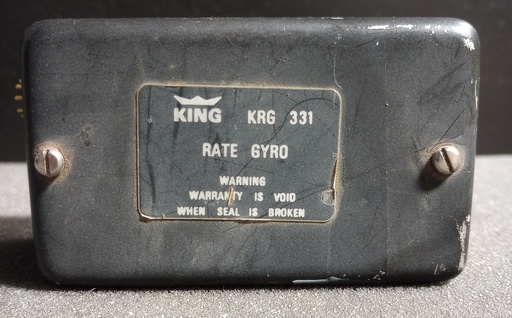 KING KRG 331
RATE GYRO
WARNING
WARRANTY IS VOID
WHEN SEAL IS BROKEN